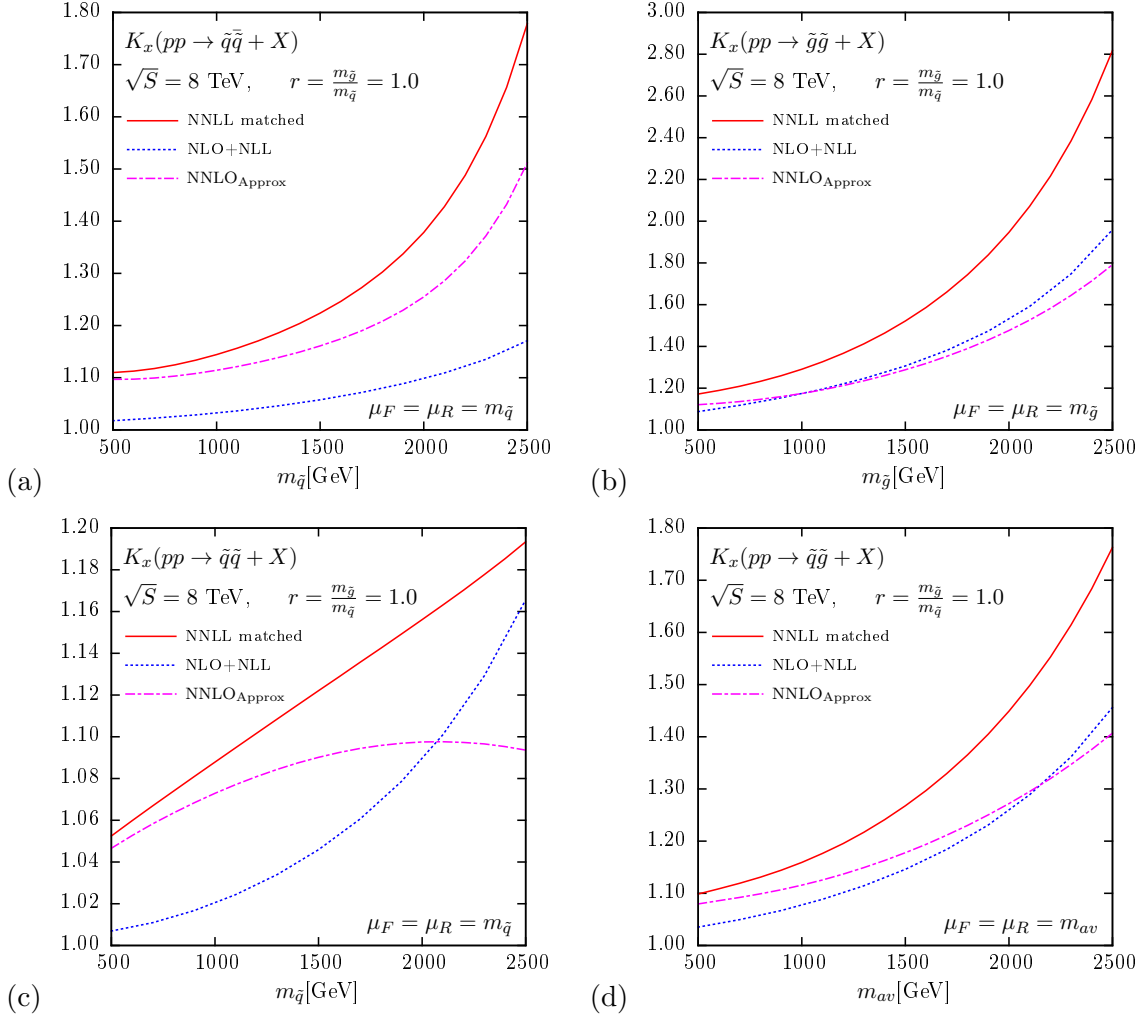 K_x(pp → q̃q̃̄ + X)
√S = 8 TeV, r = m_g̃/m_q̃ = 1.0
NNLL matched
NLO+NLL
NNLO_Approx
μ_F = μ_R = m_q̃
1.80
1.70
1.60
1.50
1.40
1.30
1.20
1.10
1.00
500 1000 1500 2000 2500
(a) m_q̃[GeV]
K_x(pp → g̃g̃ + X)
√S = 8 TeV, r = m_g̃/m_q̃ = 1.0
NNLL matched
NLO+NLL
NNLO_Approx
μ_F = μ_R = m_g̃
3.00
2.80
2.60
2.40
2.20
2.00
1.80
1.60
1.40
1.20
1.00
500 1000 1500 2000 2500
(b) m_g̃[GeV]
K_x(pp → q̃q̃ + X)
√S = 8 TeV, r = m_g̃/m_q̃ = 1.0
NNLL matched
NLO+NLL
NNLO_Approx
μ_F = μ_R = m_q̃
1.20
1.18
1.16
1.14
1.12
1.10
1.08
1.06
1.04
1.02
1.00
500 1000 1500 2000 2500
(c) m_q̃[GeV]
K_x(pp → q̃g̃ + X)
√S = 8 TeV, r = m_g̃/m_q̃ = 1.0
NNLL matched
NLO+NLL
NNLO_Approx
μ_F = μ_R = m_av
1.80
1.70
1.60
1.50
1.40
1.30
1.20
1.10
1.00
500 1000 1500 2000 2500
(d) m_av[GeV]